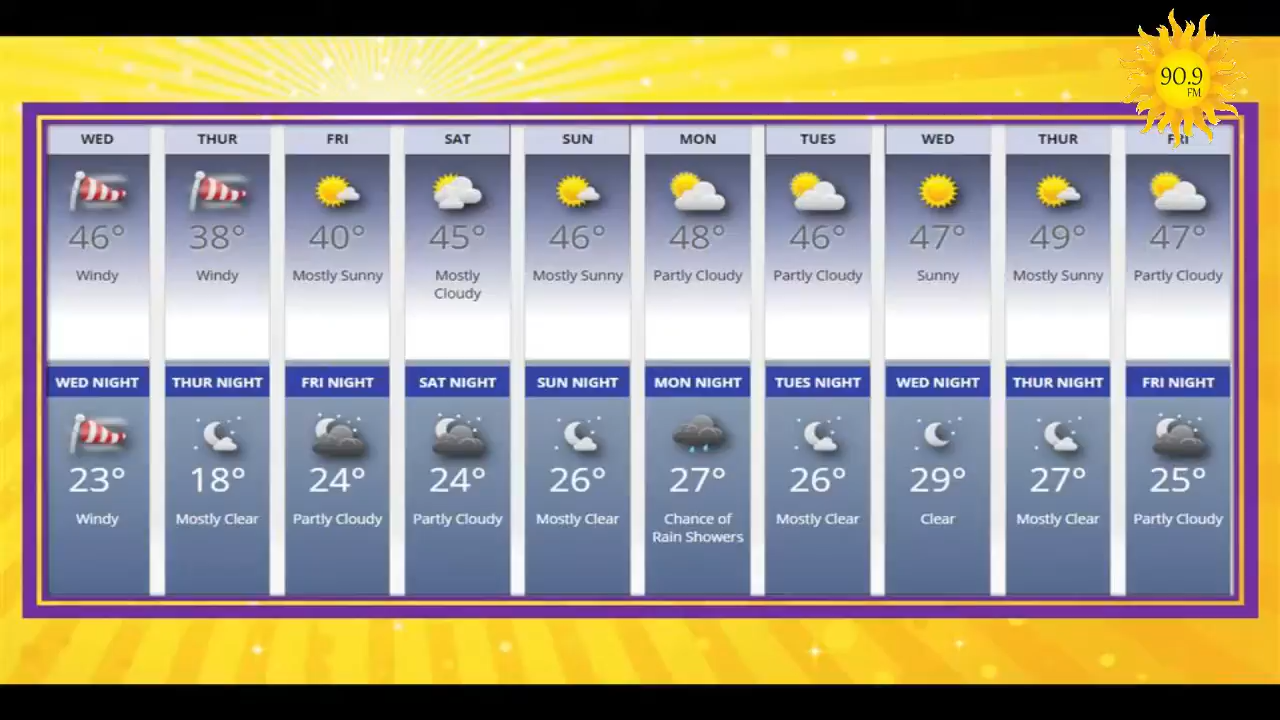 90.9
FM
WED THUR FRI SAT SUN MON TUES WED THUR FRI
46° 38° 40° 45° 46° 48° 46° 47° 49° 47°
Windy Windy Mostly Sunny Mostly Mostly Sunny Partly Cloudy Partly Cloudy Sunny Mostly Sunny Partly Cloudy
Cloudy
WED NIGHT THUR NIGHT FRI NIGHT SAT NIGHT SUN NIGHT MON NIGHT TUES NIGHT WED NIGHT THUR NIGHT FRI NIGHT
23° 18° 24° 24° 26° 27° 26° 29° 27° 25°
Windy Mostly Clear Partly Cloudy Partly Cloudy Mostly Clear Chance of Mostly Clear Clear Mostly Clear Partly Cloudy
Rain Showers